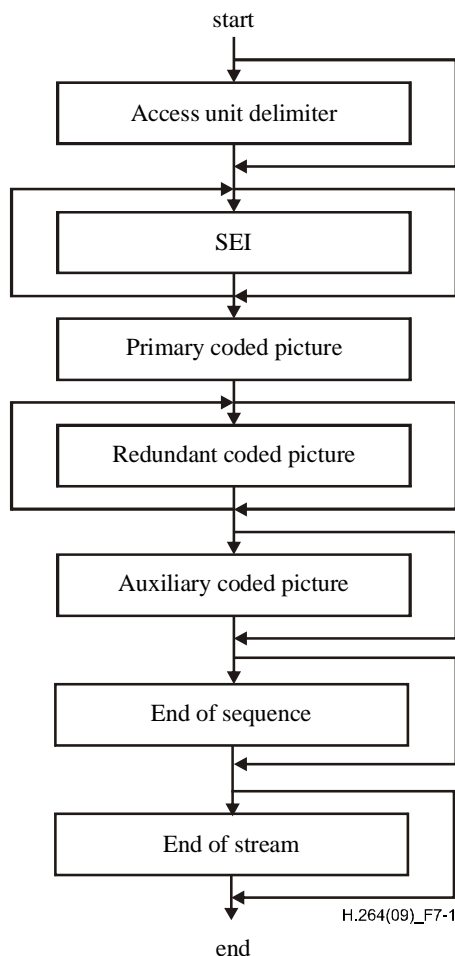 start
Access unit delimiter
SEI
Primary coded picture
Redundant coded picture
Auxiliary coded picture
End of sequence
End of stream
H.264(09)_F7-1
end